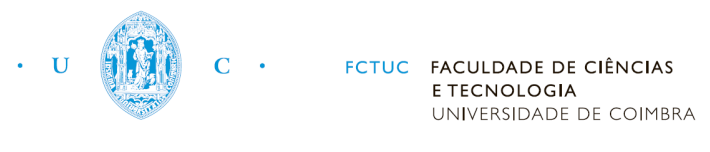 · U C ·
FCTUC FACULDADE DE CIÊNCIAS
E TECNOLOGIA
UNIVERSIDADE DE COIMBRA